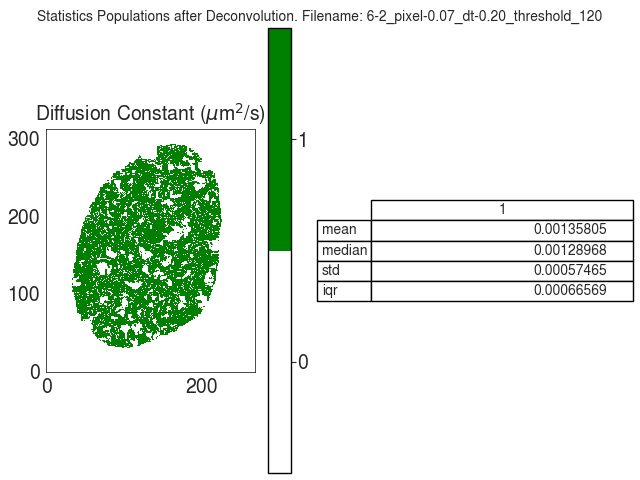 Statistics Populations after Deconvolution. Filename: 6-2_pixel-0.07_dt-0.20_threshold_120
Diffusion Constant (μm²/s)
300
200
100
0
0 200
1
0
1
mean 0.00135805
median 0.00128968
std 0.00057465
iqr 0.00066569